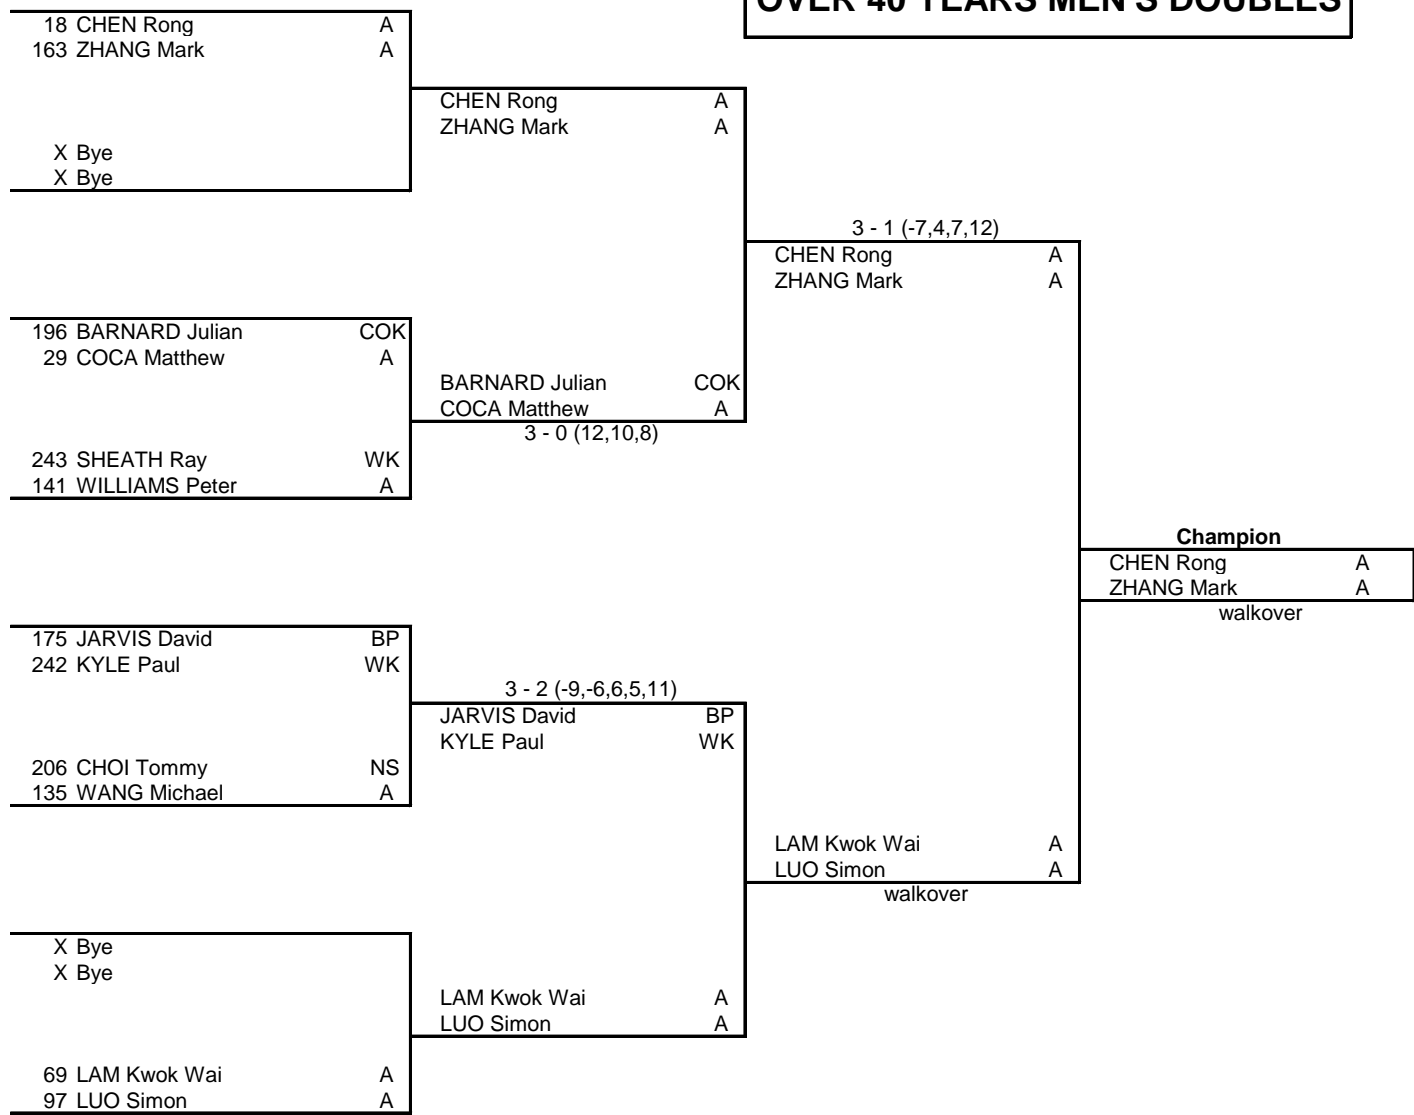 OVER 40 YEARS MEN'S DOUBLES
18 CHEN Rong A
163 ZHANG Mark A
CHEN Rong A
ZHANG Mark A
X Bye
X Bye
3 - 1 (-7,4,7,12)
CHEN Rong A
ZHANG Mark A
196 BARNARD Julian COK
29 COCA Matthew A
BARNARD Julian COK
COCA Matthew A
3 - 0 (12,10,8)
243 SHEATH Ray WK
141 WILLIAMS Peter A
Champion
CHEN Rong A
ZHANG Mark A
walkover
175 JARVIS David BP
242 KYLE Paul WK
3 - 2 (-9,-6,6,5,11)
JARVIS David BP
KYLE Paul WK
206 CHOI Tommy NS
135 WANG Michael A
LAM Kwok Wai A
LUO Simon A
walkover
X Bye
X Bye
LAM Kwok Wai A
LUO Simon A
69 LAM Kwok Wai A
97 LUO Simon A